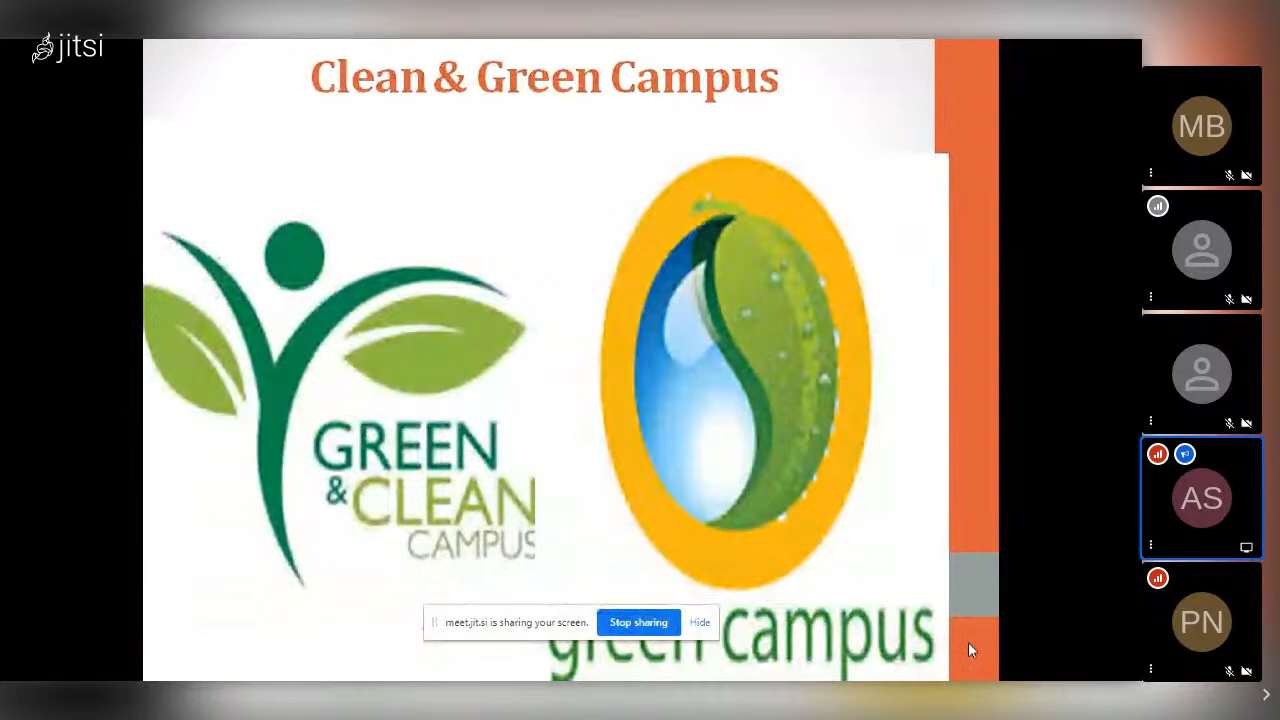 jitsi
Clean & Green Campus
GREEN
&CLEAN
CAMPUS
green campus
meet.jit.si is sharing your screen.
Stop sharing
Hide
MB
AS
PN